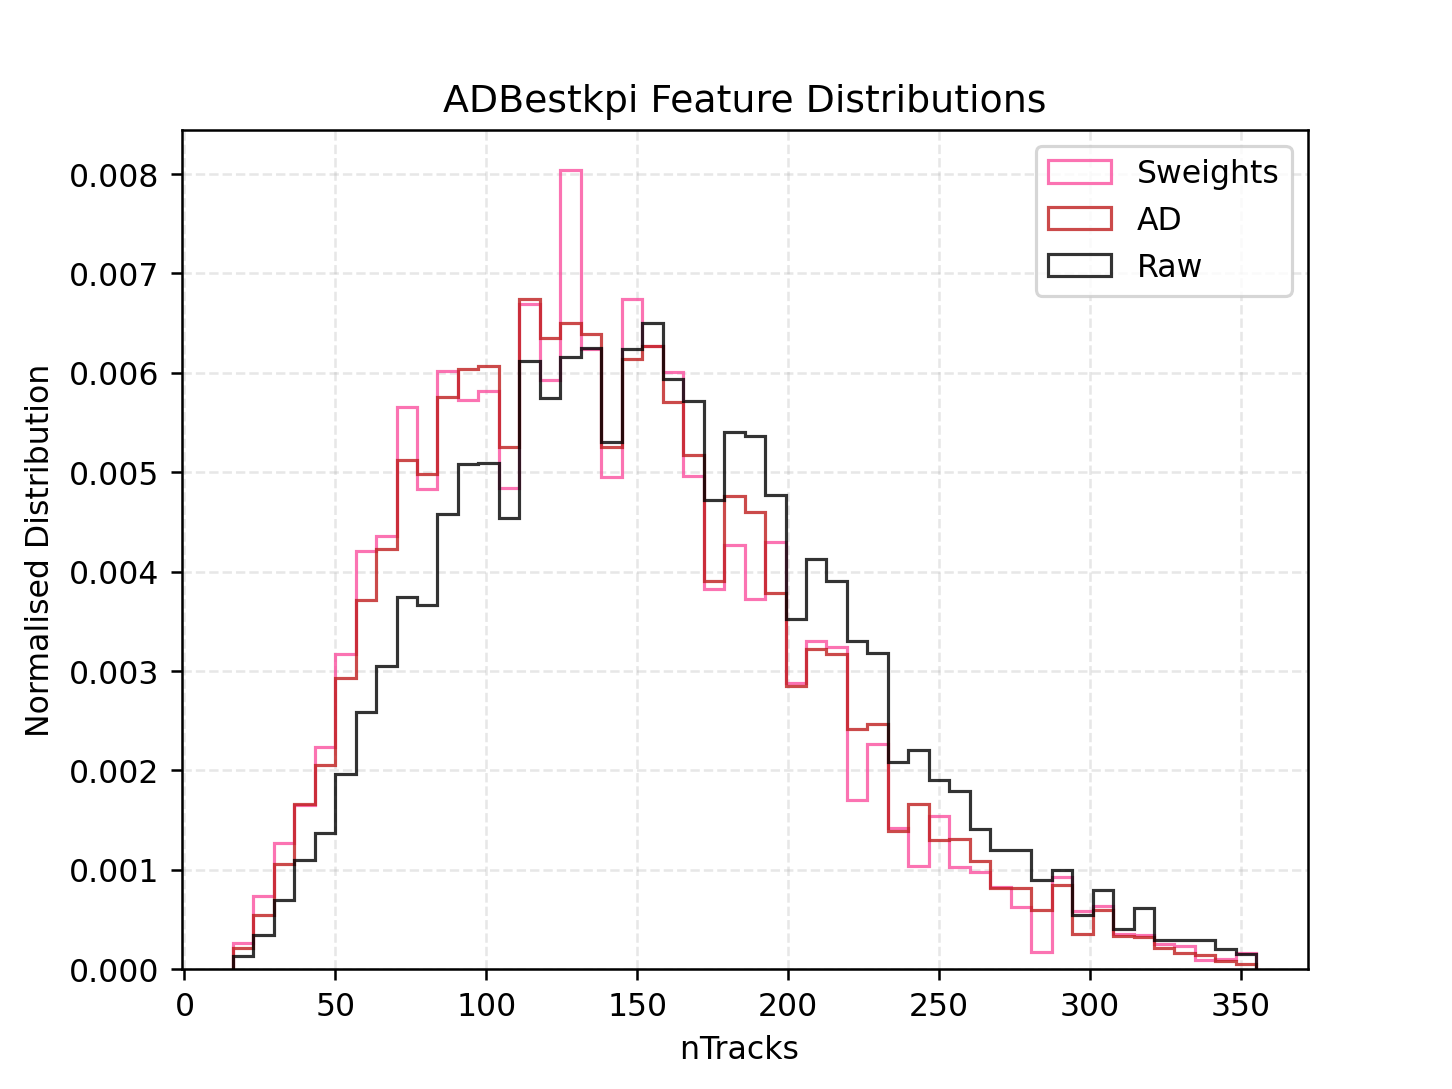 ADBestkpi Feature Distributions
Sweights
AD
Raw
Normalised Distribution
0.008
0.007
0.006
0.005
0.004
0.003
0.002
0.001
0.000
0 50 100 150 200 250 300 350
nTracks